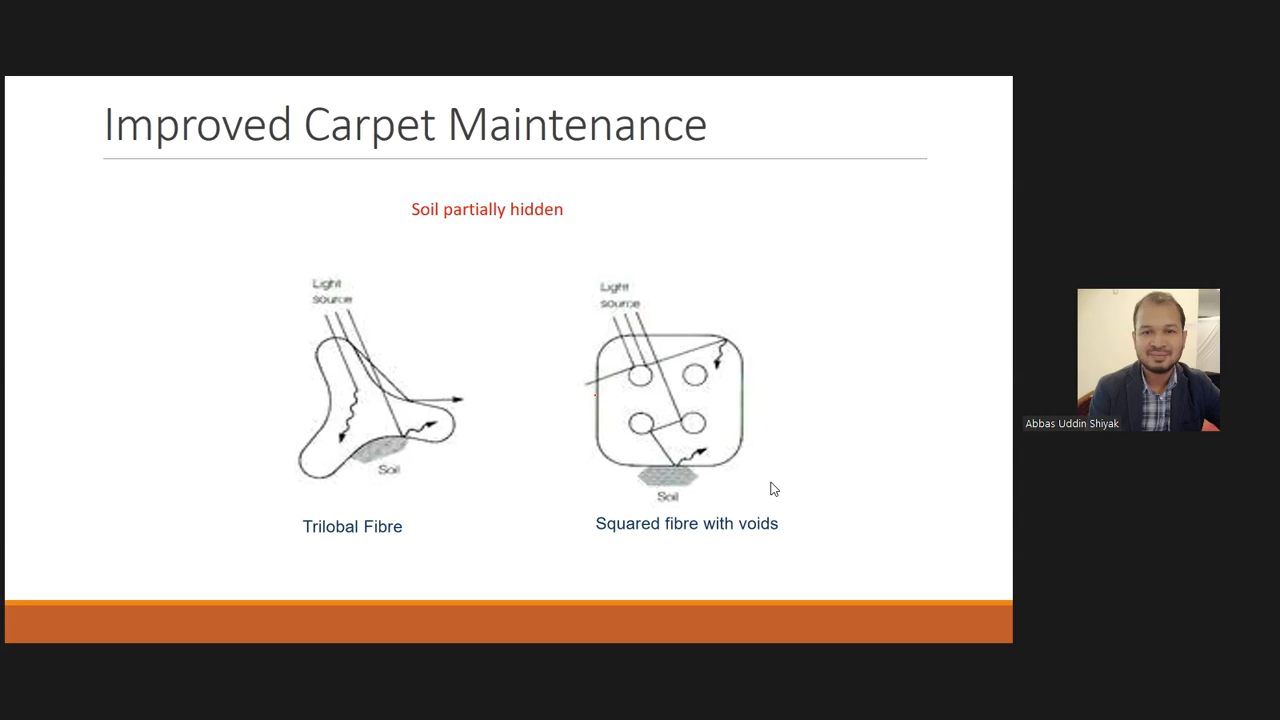 Improved Carpet Maintenance
Soil partially hidden
Light
source
Light
source
Soil
Soil
Trilobal Fibre
Squared fibre with voids
Abbas Uddin Shiyak